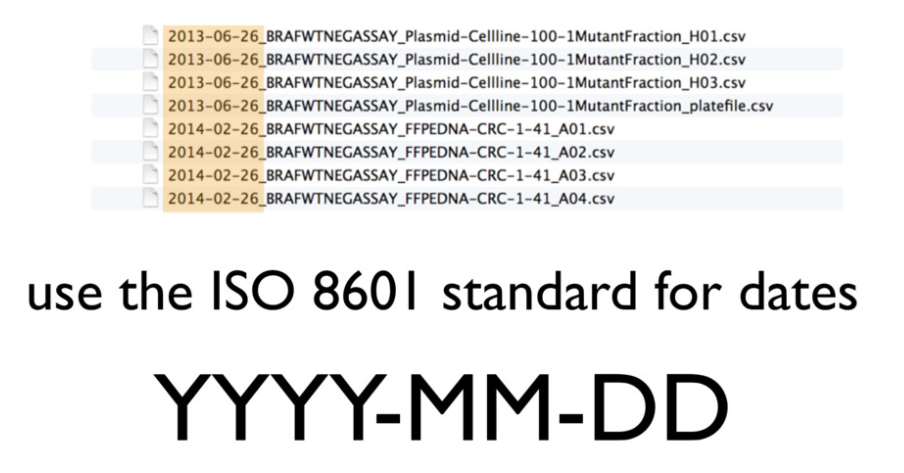 2013-06-26_BRAFWTNEGASSAY_Plasmid-Cellline-100-1MutantFraction_H01.csv
2013-06-26_BRAFWTNEGASSAY_Plasmid-Cellline-100-1MutantFraction_H02.csv
2013-06-26_BRAFWTNEGASSAY_Plasmid-Cellline-100-1MutantFraction_H03.csv
2013-06-26_BRAFWTNEGASSAY_Plasmid-Cellline-100-1MutantFraction_platefile.csv
2014-02-26_BRAFWTNEGASSAY_FFPEDNA-CRC-1-41_A01.csv
2014-02-26_BRAFWTNEGASSAY_FFPEDNA-CRC-1-41_A02.csv
2014-02-26_BRAFWTNEGASSAY_FFPEDNA-CRC-1-41_A03.csv
2014-02-26_BRAFWTNEGASSAY_FFPEDNA-CRC-1-41_A04.csv
use the ISO 8601 standard for dates
YYYY-MM-DD